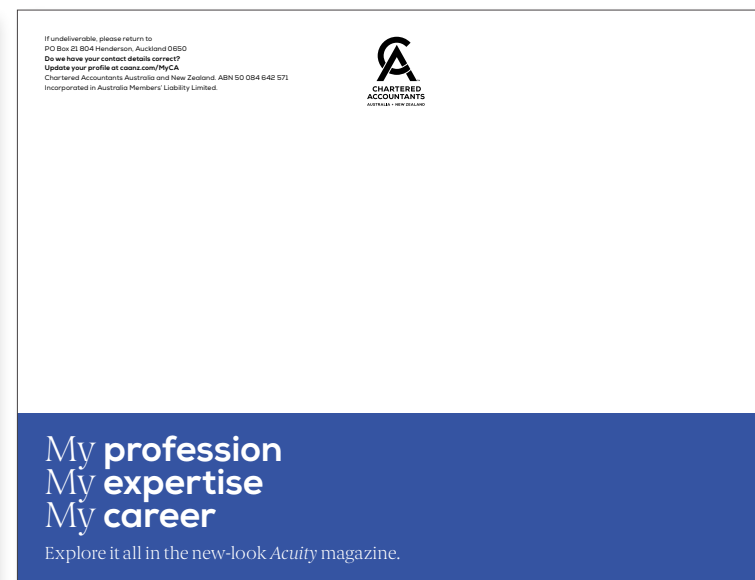 If undeliverable, please return to
PO Box 21 804 Henderson, Auckland 0650
Do we have your contact details correct?
Update your profile at caanz.com/MyCA
Chartered Accountants Australia and New Zealand. ABN 50 084 642 571
Incorporated in Australia Members' Liability Limited.
CA
CHARTERED
ACCOUNTANTS
AUSTRALIA + NEW ZEALAND
My profession
My expertise
My career
Explore it all in the new-look Acuity magazine.